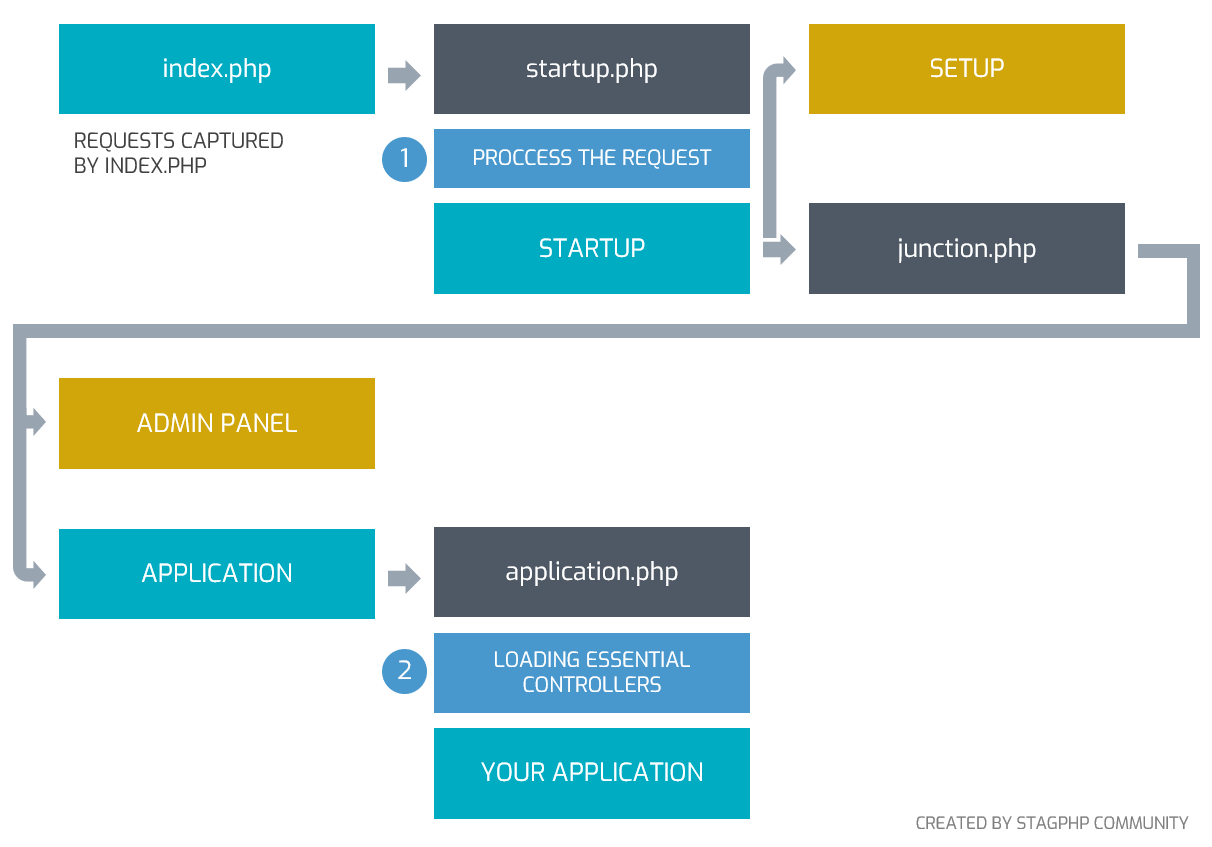 index.php
startup.php
SETUP
REQUESTS CAPTURED
BY INDEX.PHP
1
PROCCESS THE REQUEST
STARTUP
junction.php
ADMIN PANEL
APPLICATION
application.php
2
LOADING ESSENTIAL
CONTROLLERS
YOUR APPLICATION
CREATED BY STAGPHP COMMUNITY